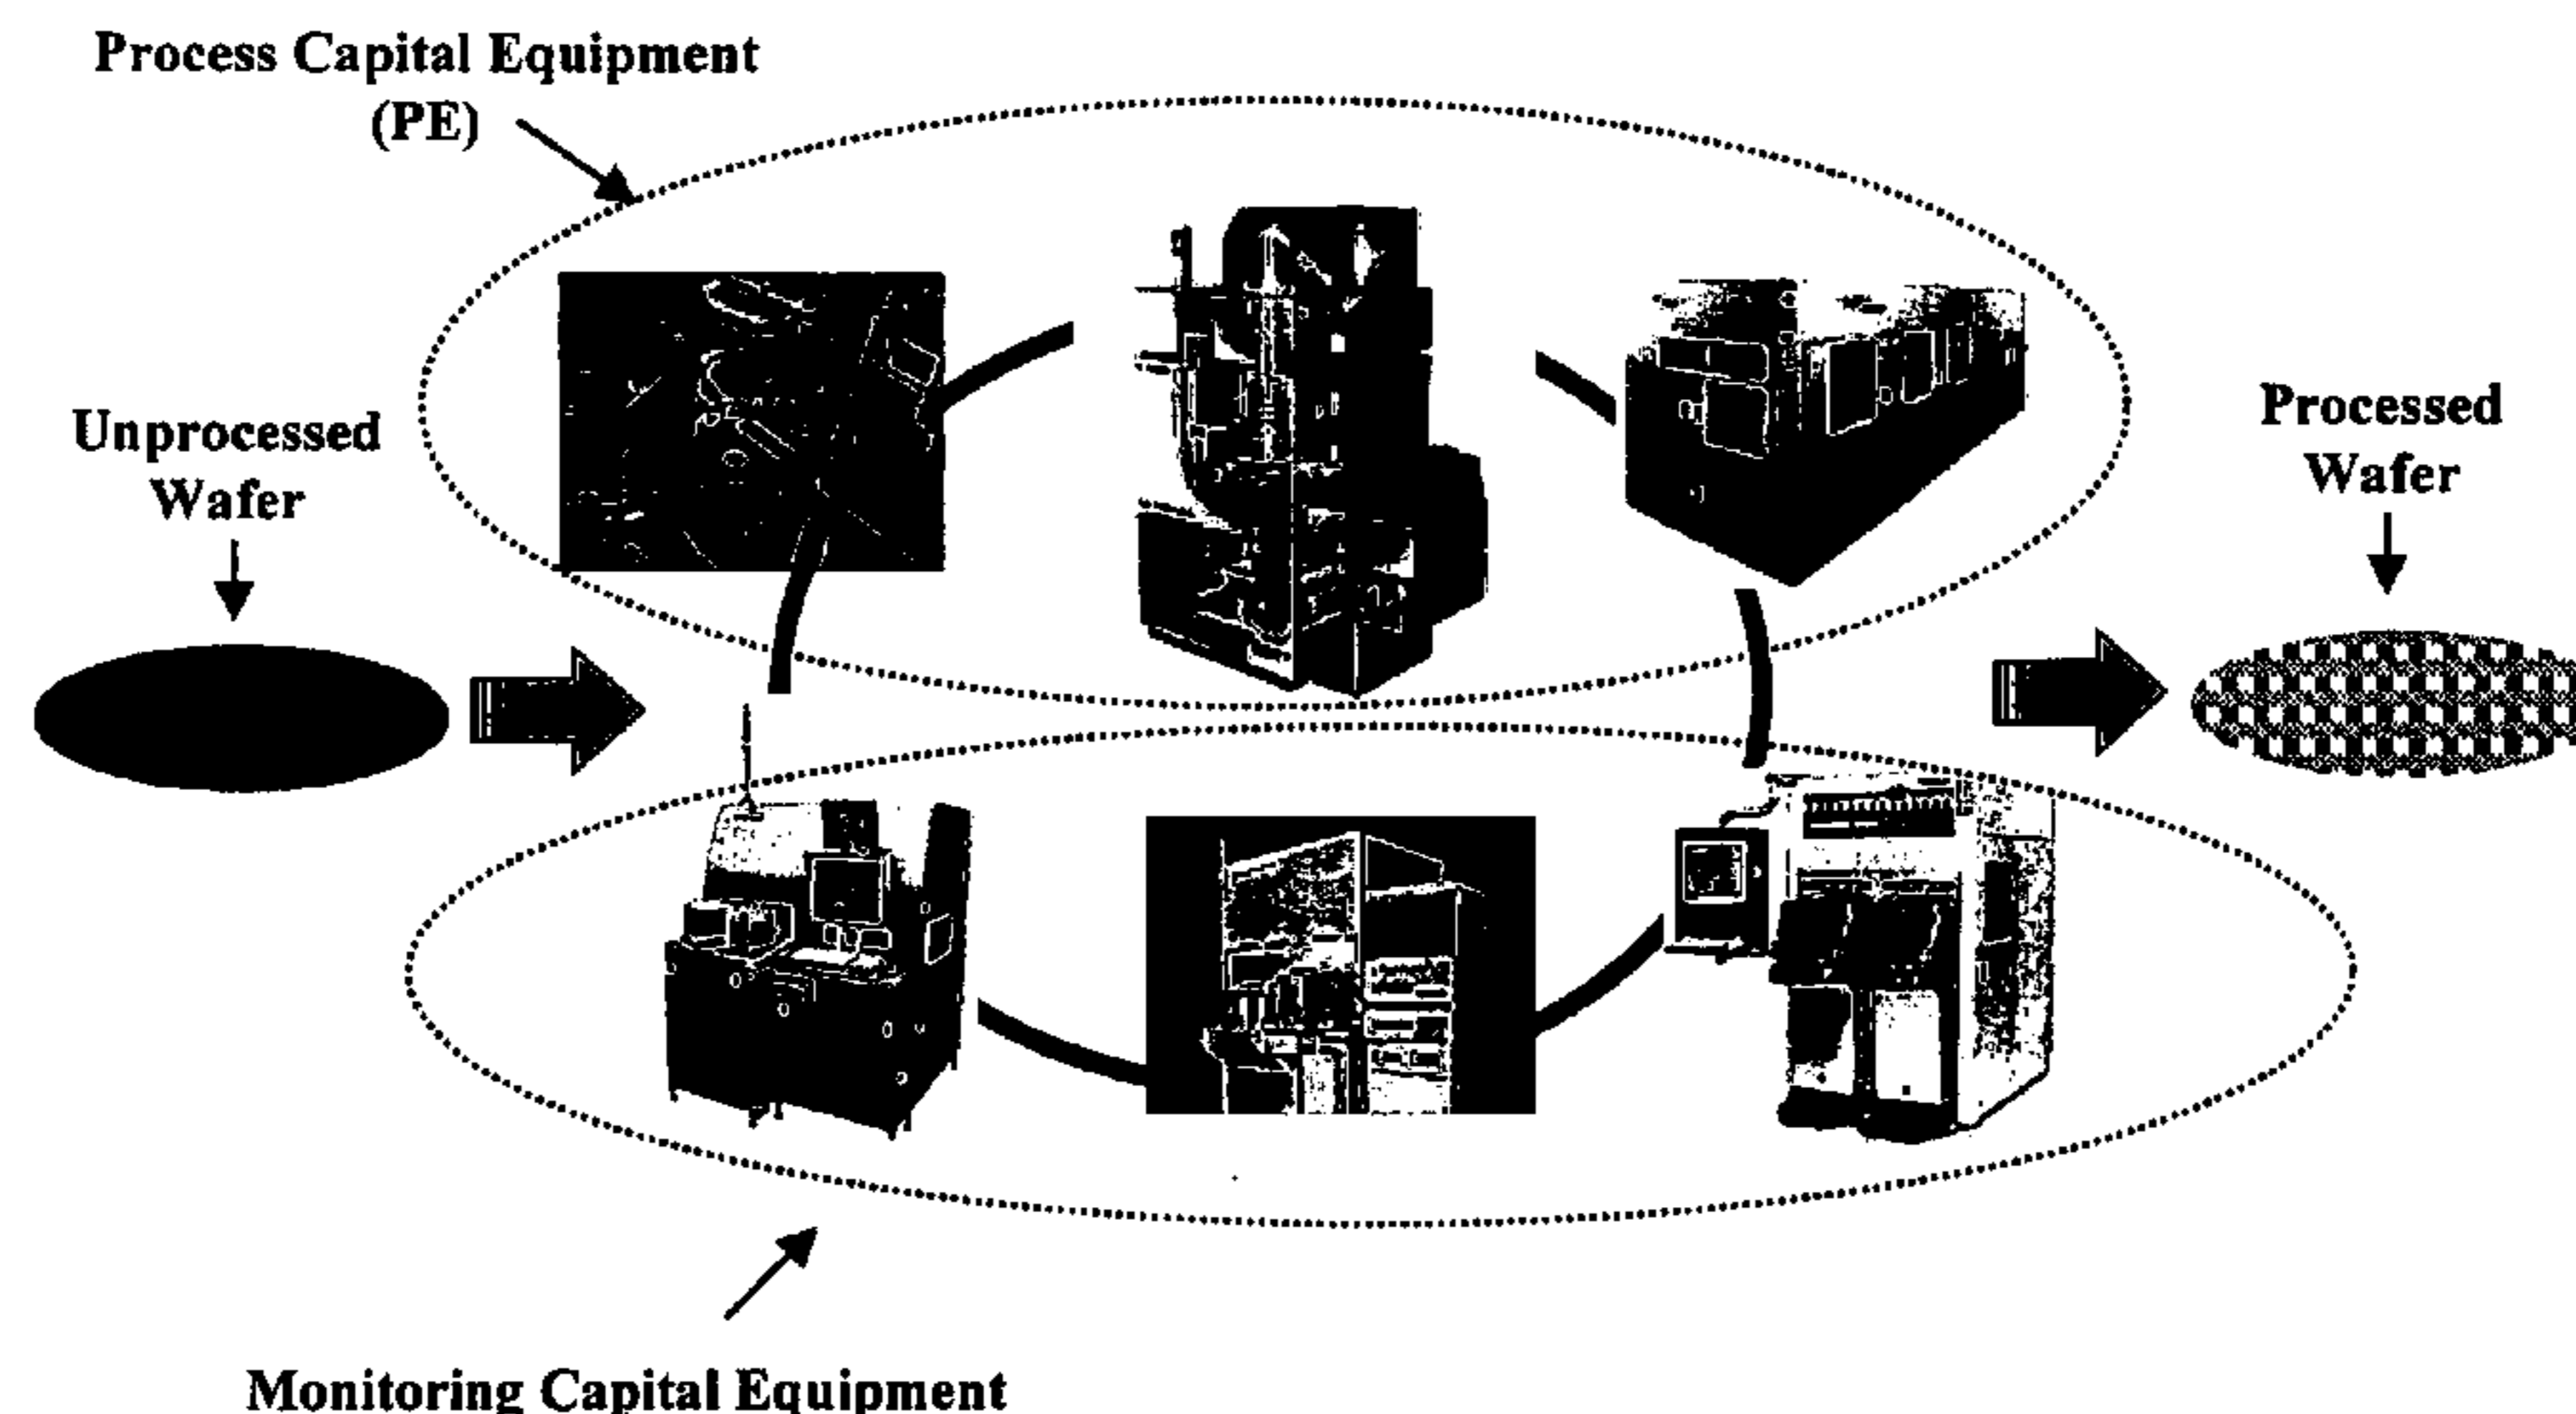 Process Capital Equipment
(PE)
Unprocessed
Wafer
Processed
Wafer
Monitoring Capital Equipment